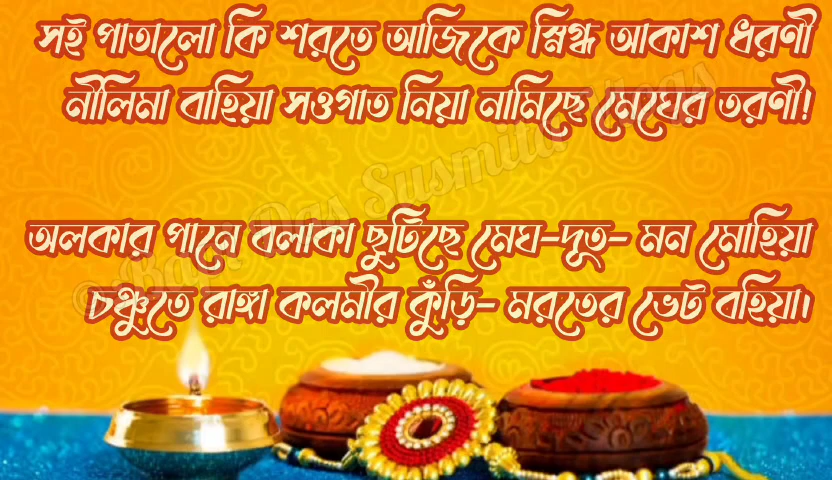 সই পাতালো কি শরতে আজিকে স্নিগ্ধ আকাশ ধরণী
নীলিমা বাহিয়া সওগাত নিয়া নামিছে মেঘের তরণী!
অলকার পানে বলাকা ছুটিছে মেঘ-দূত- মন মোহিয়া
চঞ্চুতে রাঙ্গা কলমীর কুঁড়ি- মরতের ভেট বহিয়া।